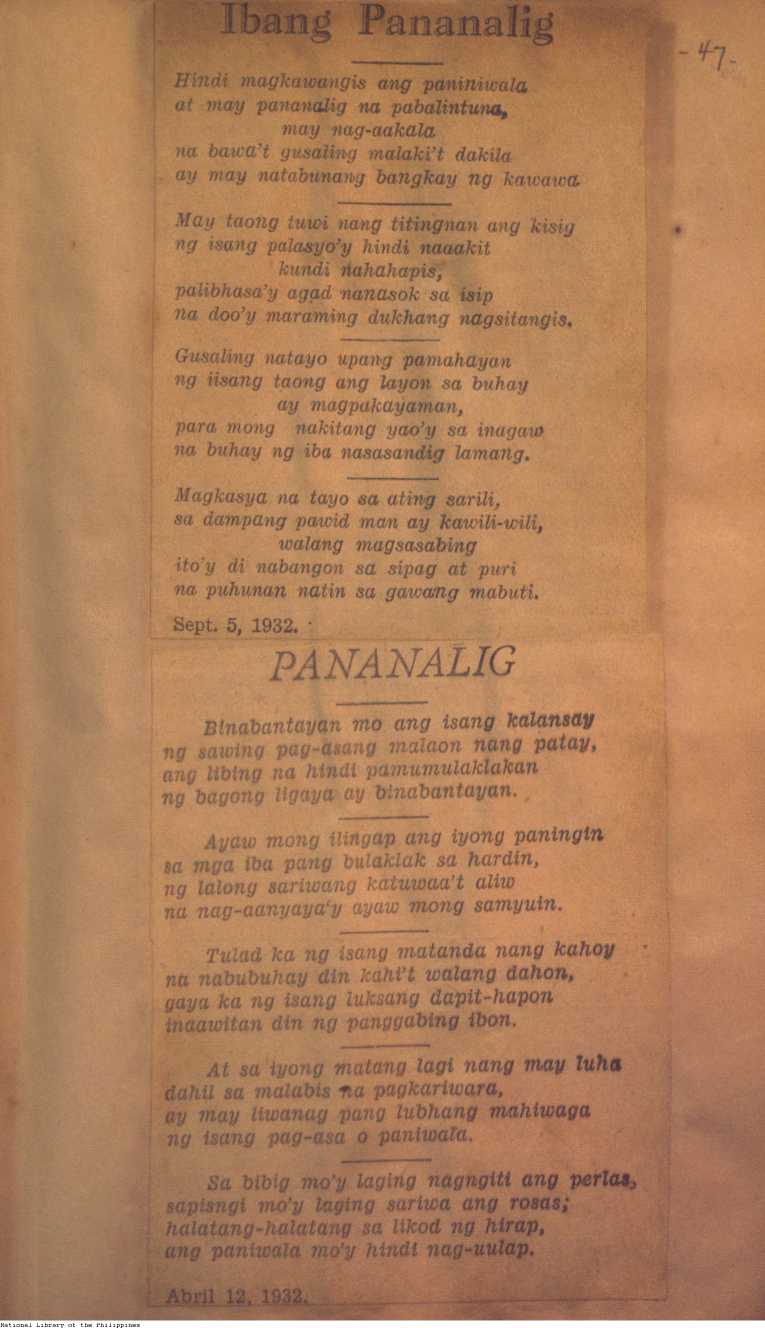 Ibang Pananalig
- 47 -
Hindi magkawangis ang paniniwala
at may pananalig na pabalintuna,
may nag-aakala
na bawa't gusaling malaki't dakila
ay may natabunang bangkay ng kawawa
May taong tuwi nang titingnan ang kisig
ng isang palasyo'y hindi naaakit
kundi nahahapis,
palibhasa'y agad nanasok sa isip
na doo'y maraming dukhang nagsitangis.
Gusaling natayo upang pamahayan
ng iisang taong ang layon sa buhay
ay magpakayaman,
para mong nakitang yao'y sa inagaw
na buhay ng iba nasasandig lamang.
Magkasya na tayo sa ating sarili,
sa dampang pawid man ay kawili-wili,
walang magsasabing
ito'y di nabangon sa sipag at puri
na puhunan natin sa gawang mabuti.
Sept. 5, 1932.
PANANALIG
Binabantayan mo ang isang kalansay
ng sawing pag-asang malaon nang patay,
ang libing na hindi pamumulaklakan
ng bagong ligaya ay binabantayan.
Ayaw mong ilingap ang iyong paningin
sa mga iba pang bulaklak sa hardin,
ng lalong sariwang katuwaa't aliw
na nag-aanyaya'y ayaw mong samyuin.
Tulad ka ng isang matanda nang kahoy
na nabubuhay din kahi't walang dahon,
gaya ka ng isang luksang dapit-hapon
inaawitan din ng panggabing ibon.
At sa iyong matang lagi nang may luha
dahil sa malabis na pagkariwara,
ay may liwanag pang lubhang mahiwaga
ng isang pag-asa o paniwala.
Sa bibig mo'y laging nagngiti ang perlas,
sapisngi mo'y laging sariwa ang rosas;
halatang-halatang sa likod ng hirap,
ang paniwala mo'y hindi nag-uulap.
Abril 12, 1932.
National Library of the Philippines